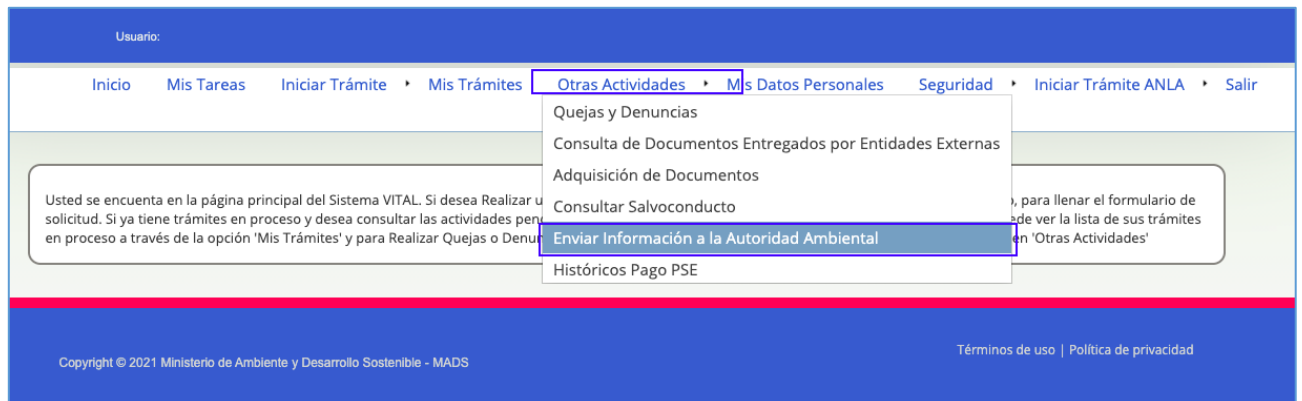 Usuario:
Inicio Mis Tareas Iniciar Trámite Mis Trámites Otras Actividades Mis Datos Personales Seguridad Iniciar Trámite ANLA Salir
Quejas y Denuncias
Consulta de Documentos Entregados por Entidades Externas
Adquisición de Documentos
Consultar Salvoconducto
Enviar Información a la Autoridad Ambiental
Históricos Pago PSE
Usted se encuenta en la página principal del Sistema VITAL. Si desea Realizar , para llenar el formulario de
solicitud. Si ya tiene trámites en proceso y desea consultar las actividades ver la lista de sus trámites
en proceso a través de la opción 'Mis Trámites' y para Realizar Quejas o en 'Otras Actividades'
Copyright © 2021 Ministerio de Ambiente y Desarrollo Sostenible - MADS
Términos de uso | Política de privacidad